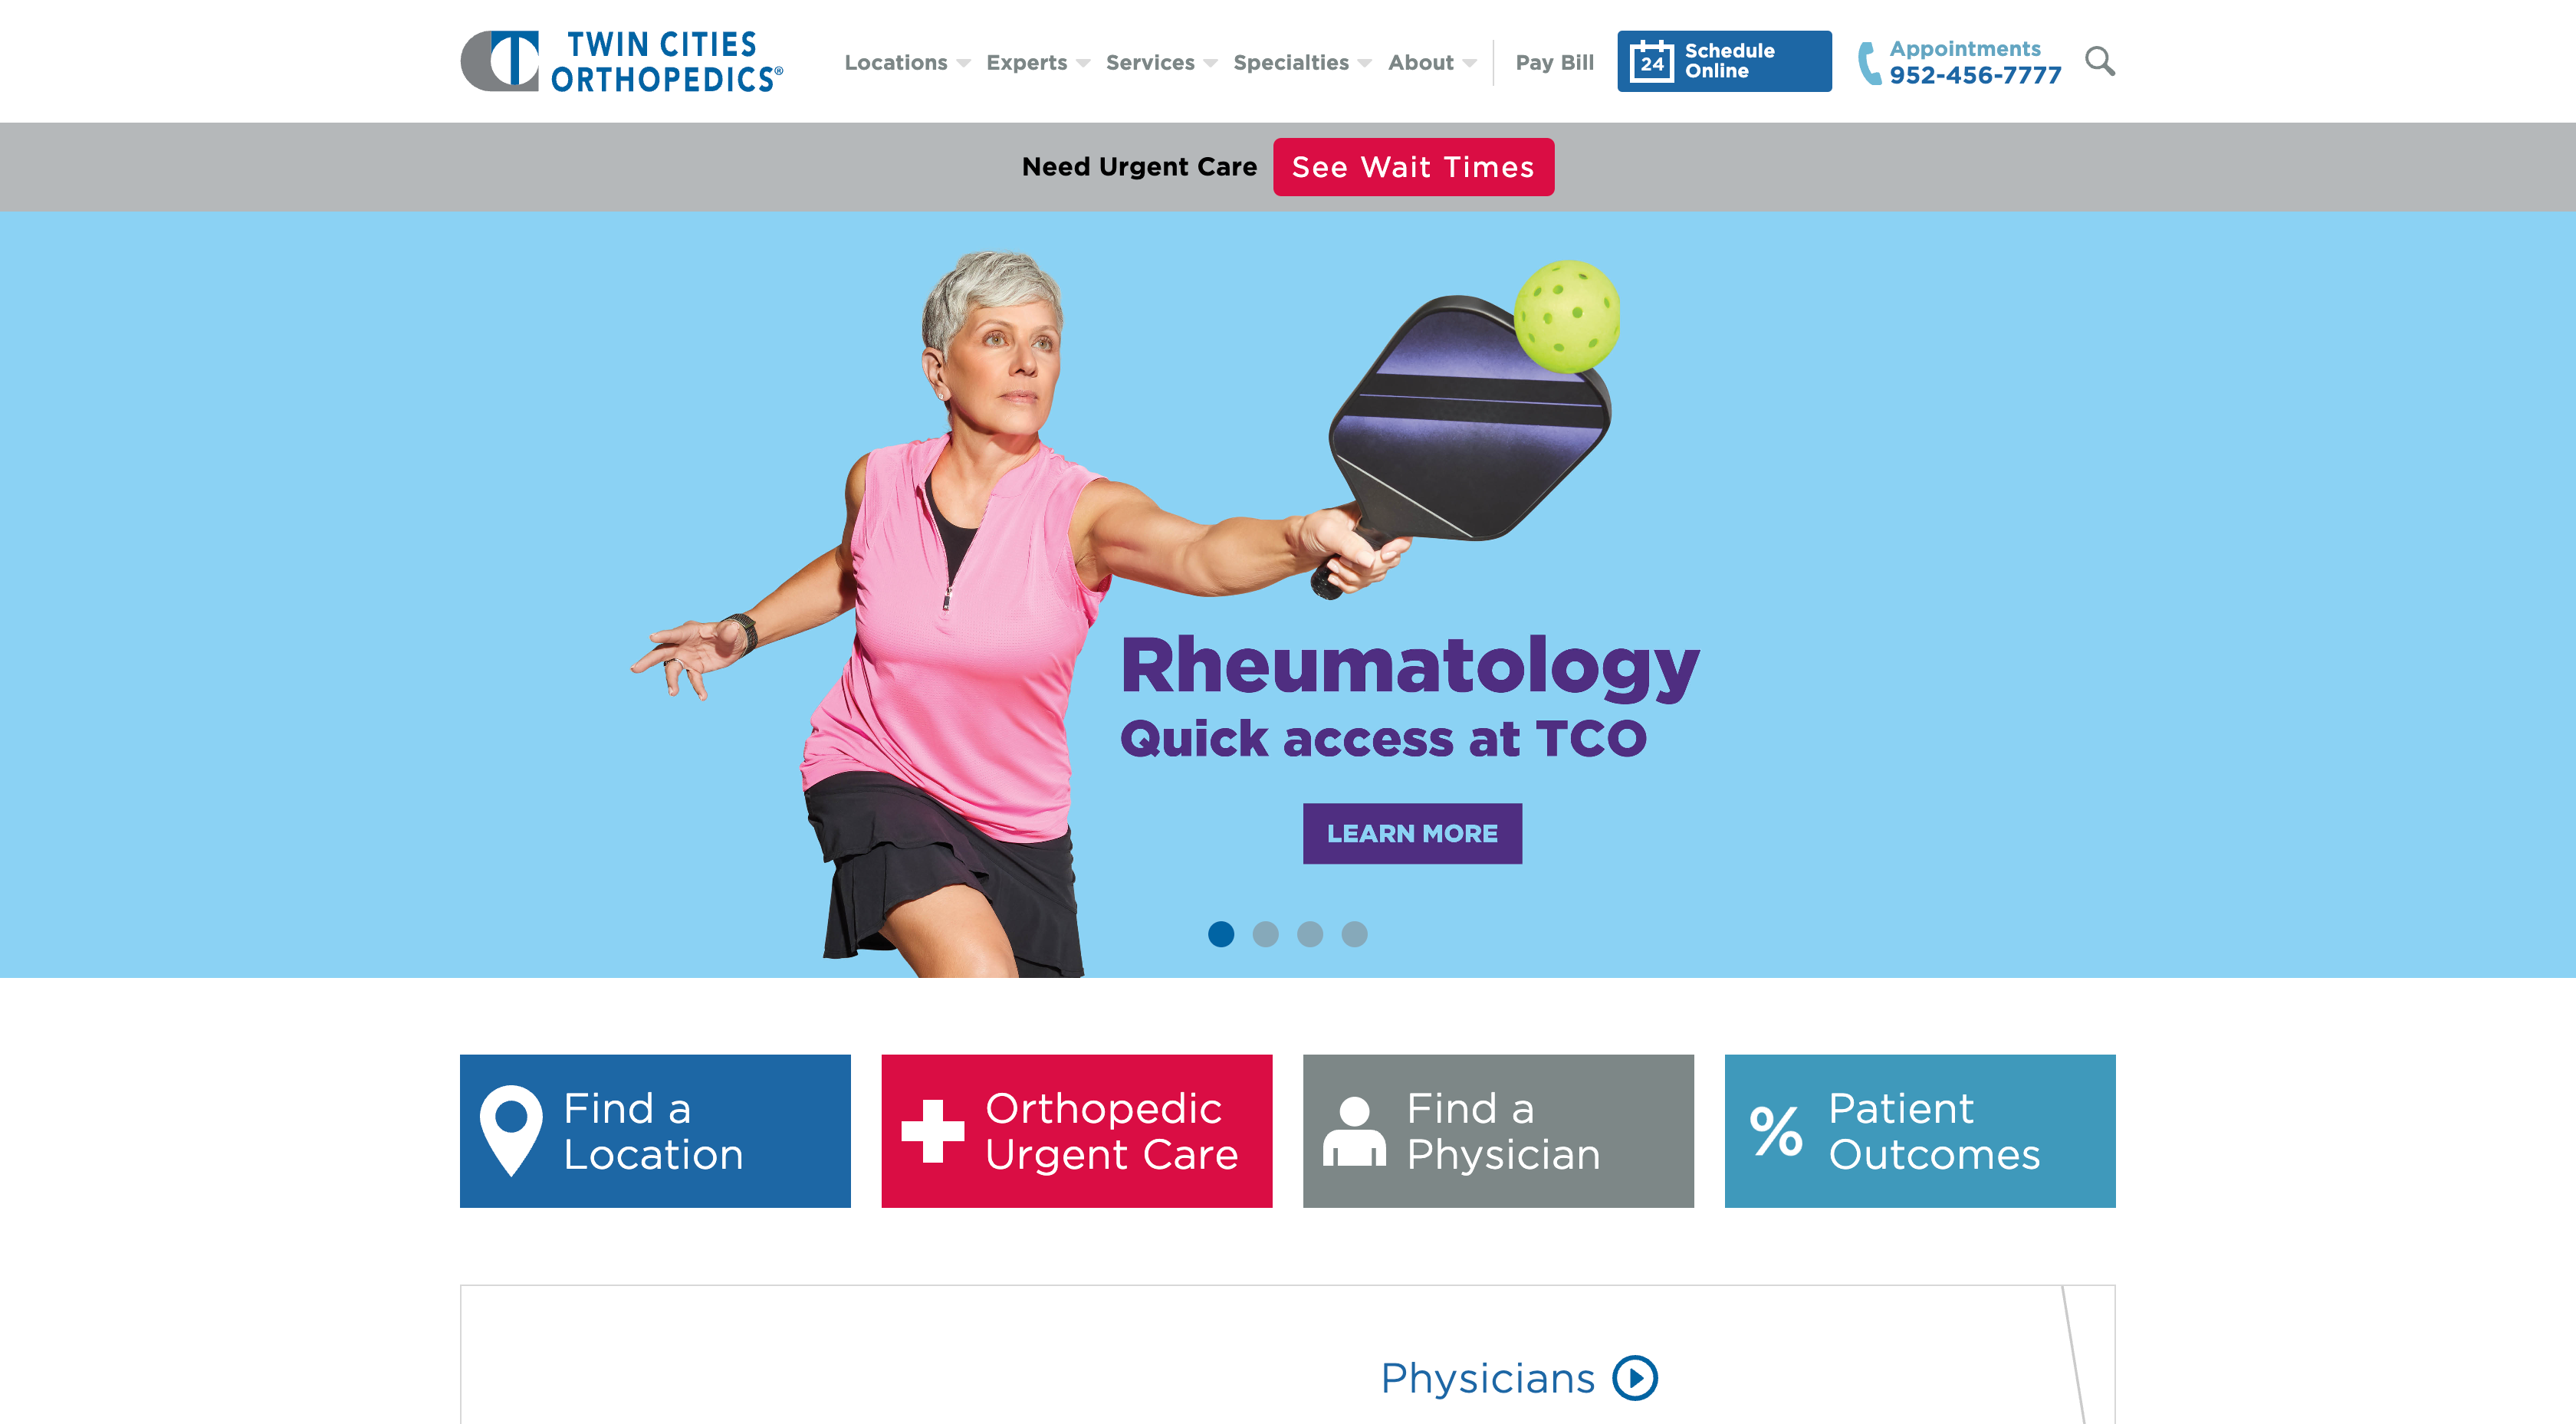 TWIN CITIES
ORTHOPEDICS®
Locations
Experts
Services
Specialties
About
Pay Bill
24
Schedule
Online
Appointments
952-456-7777
Need Urgent Care
See Wait Times
Rheumatology
Quick access at TCO
LEARN MORE
Find a
Location
Orthopedic
Urgent Care
Find a
Physician
%
Patient
Outcomes
Physicians